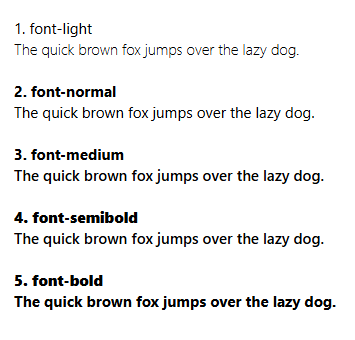 1. font-light
The quick brown fox jumps over the lazy dog.
2. font-normal
The quick brown fox jumps over the lazy dog.
3. font-medium
The quick brown fox jumps over the lazy dog.
4. font-semibold
The quick brown fox jumps over the lazy dog.
5. font-bold
The quick brown fox jumps over the lazy dog.